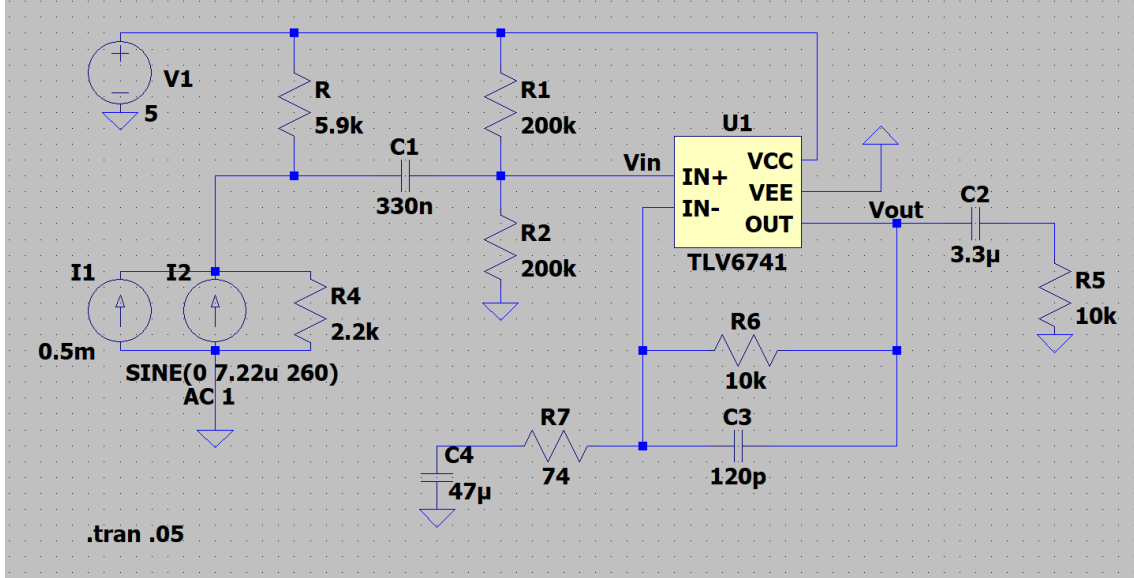 V1
5
R
5.9k
R1
200k
C1
330n
Vin
U1
IN+
IN-
VCC
VEE
OUT
TLV6741
Vout
C2
3.3µ
R2
200k
I1
0.5m
I2
SINE(0 7.22u 260)
AC 1
R4
2.2k
R5
10k
R6
10k
R7
74
C3
120p
C4
47µ
.tran .05